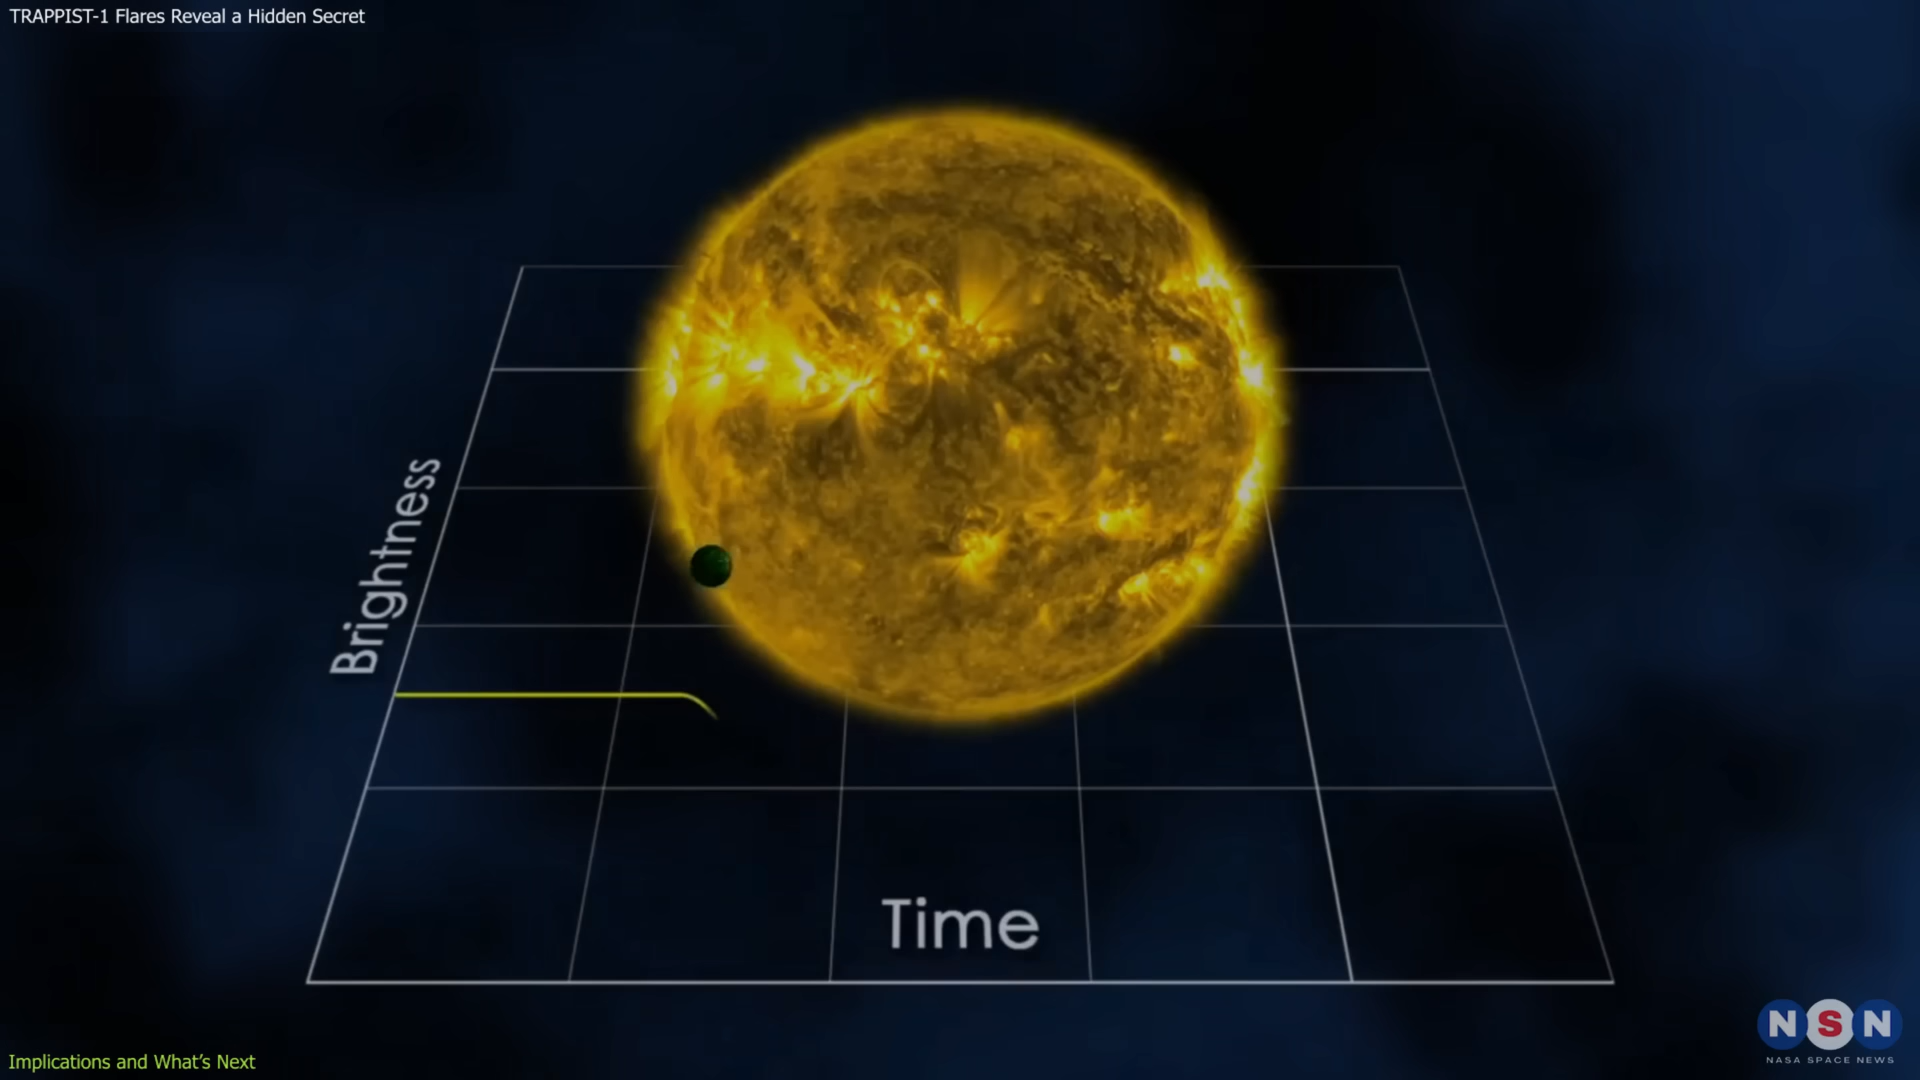 TRAPPIST-1 Flares Reveal a Hidden Secret
Brightness
Time
NSN
NASA SPACE NEWS
Implications and What’s Next